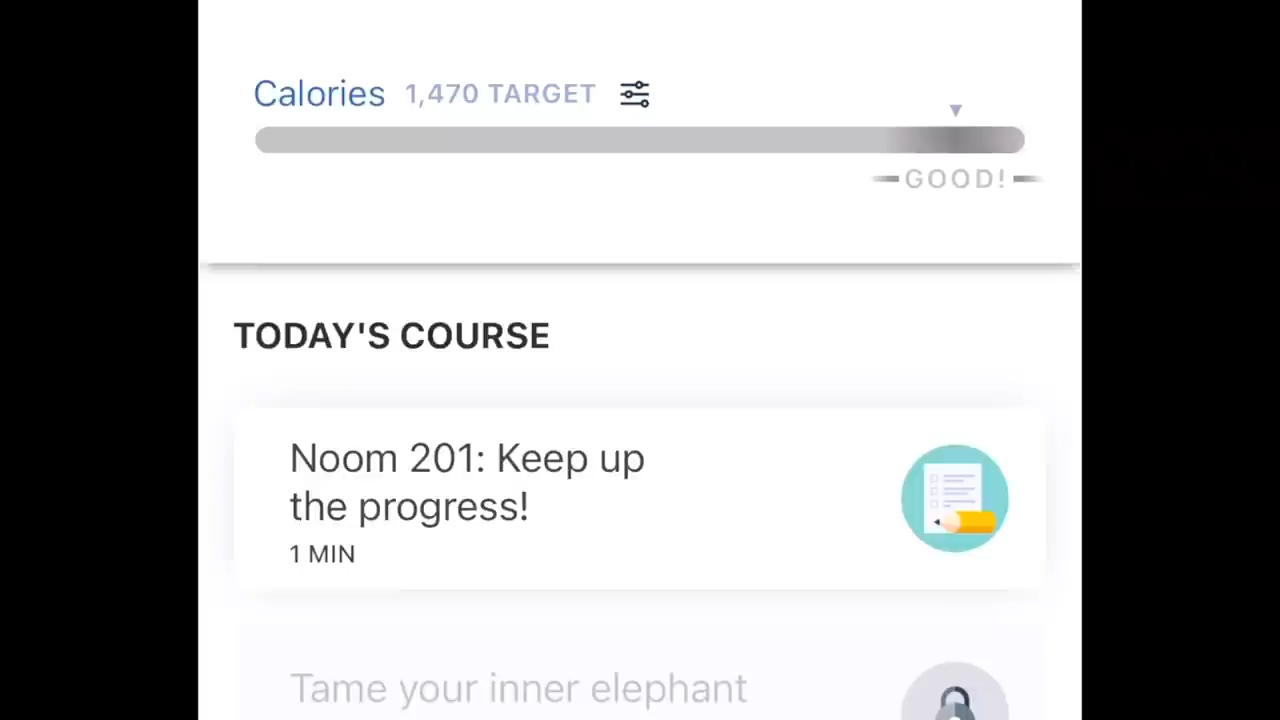 Calories 1,470 TARGET
GOOD!
TODAY'S COURSE
Noom 201: Keep up
the progress!
1 MIN
Tame your inner elephant